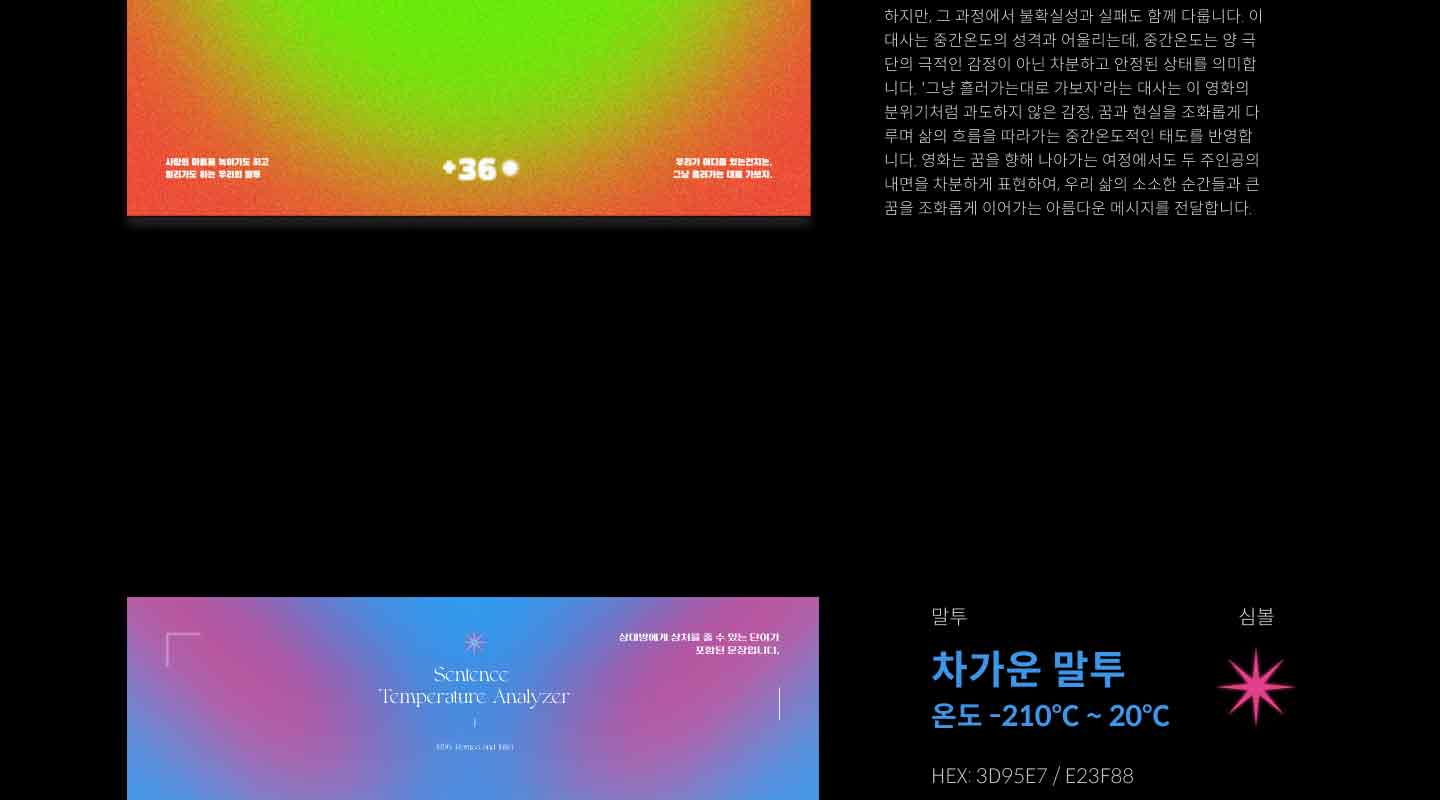 하지만, 그 과정에서 불확실성과 실패도 함께 다룹니다. 이
대사는 중간온도의 성격과 어울리는데, 중간온도는 양 극
단의 극적인 감정이 아닌 차분하고 안정된 상태를 의미합
니다. '그냥 흘러가는대로 가보자'라는 대사는 이 영화의
분위기처럼 과도하지 않은 감정, 꿈과 현실을 조화롭게 다
루며 삶의 흐름을 따라가는 중간온도적인 태도를 반영합
니다. 영화는 꿈을 향해 나아가는 여정에서도 두 주인공의
내면을 차분하게 표현하여, 우리 삶의 소소한 순간들과 큰
꿈을 조화롭게 이어가는 아름다운 메시지를 전달합니다.
사람의 마음을 녹이기도 하고
얼리기도 하는 우리의 말투
+36
우리가 어디쯤 있는건지는,
그냥 흘러가는 대로 가보자.
Sentence
Temperature Analyzer
상대방에게 상처를 줄 수 있는 단어가
포함된 문장입니다.
말투
심볼
차가운 말투
온도 -210°C ~ 20°C
HEX: 3D95E7 / E23F88